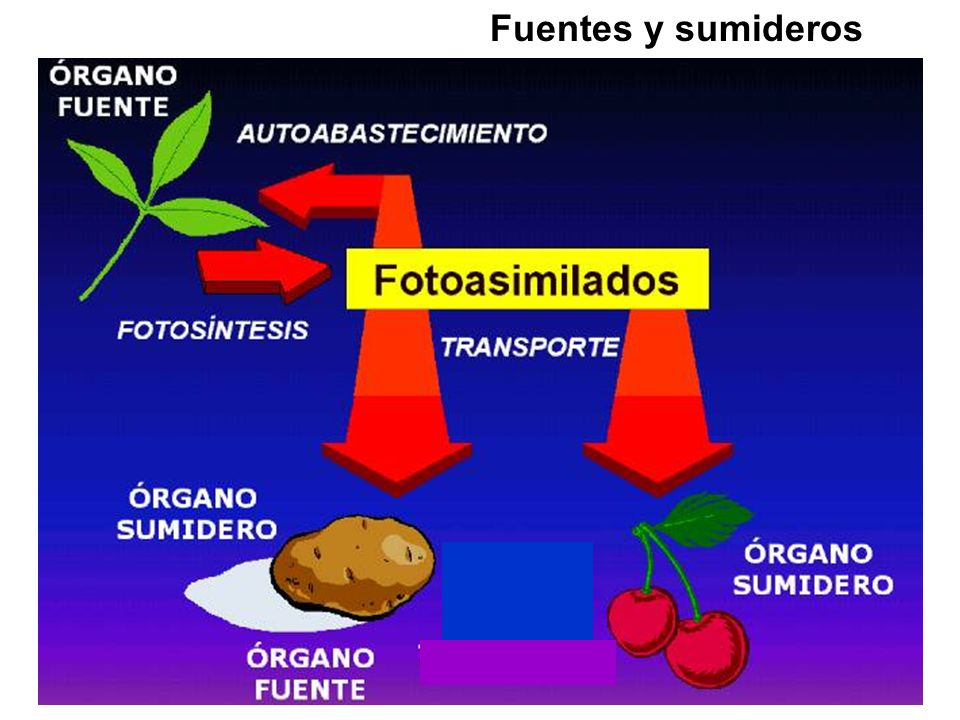 Fuentes y sumideros
ÓRGANO
FUENTE
AUTOABASTECIMIENTO
Fotoasimilados
FOTOSÍNTESIS
TRANSPORTE
ÓRGANO
SUMIDERO
ÓRGANO
SUMIDERO
ÓRGANO
FUENTE